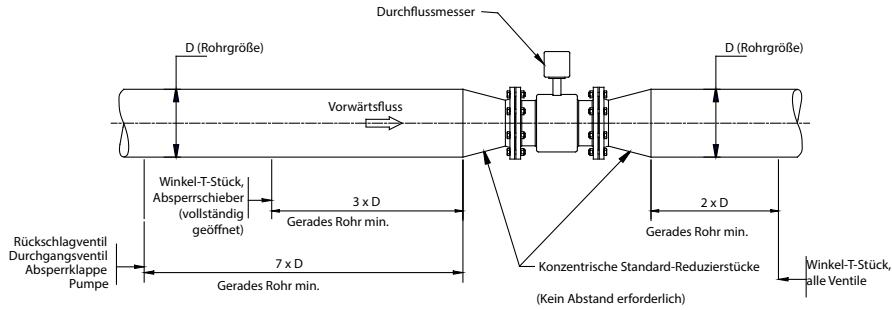 Durchflussmesser
D (Rohrgröße)
D (Rohrgröße)
Vorwärtsfluss
Winkel-T-Stück,
Absperrschieber
(vollständig
geöffnet)
3 x D
Gerades Rohr min.
2 x D
Gerades Rohr min.
Rückschlagventil
Durchgangsventil
Absperrklappe
Pumpe
7 x D
Gerades Rohr min.
Konzentrische Standard-Reduzierstücke
(Kein Abstand erforderlich)
Winkel-T-Stück,
alle Ventile